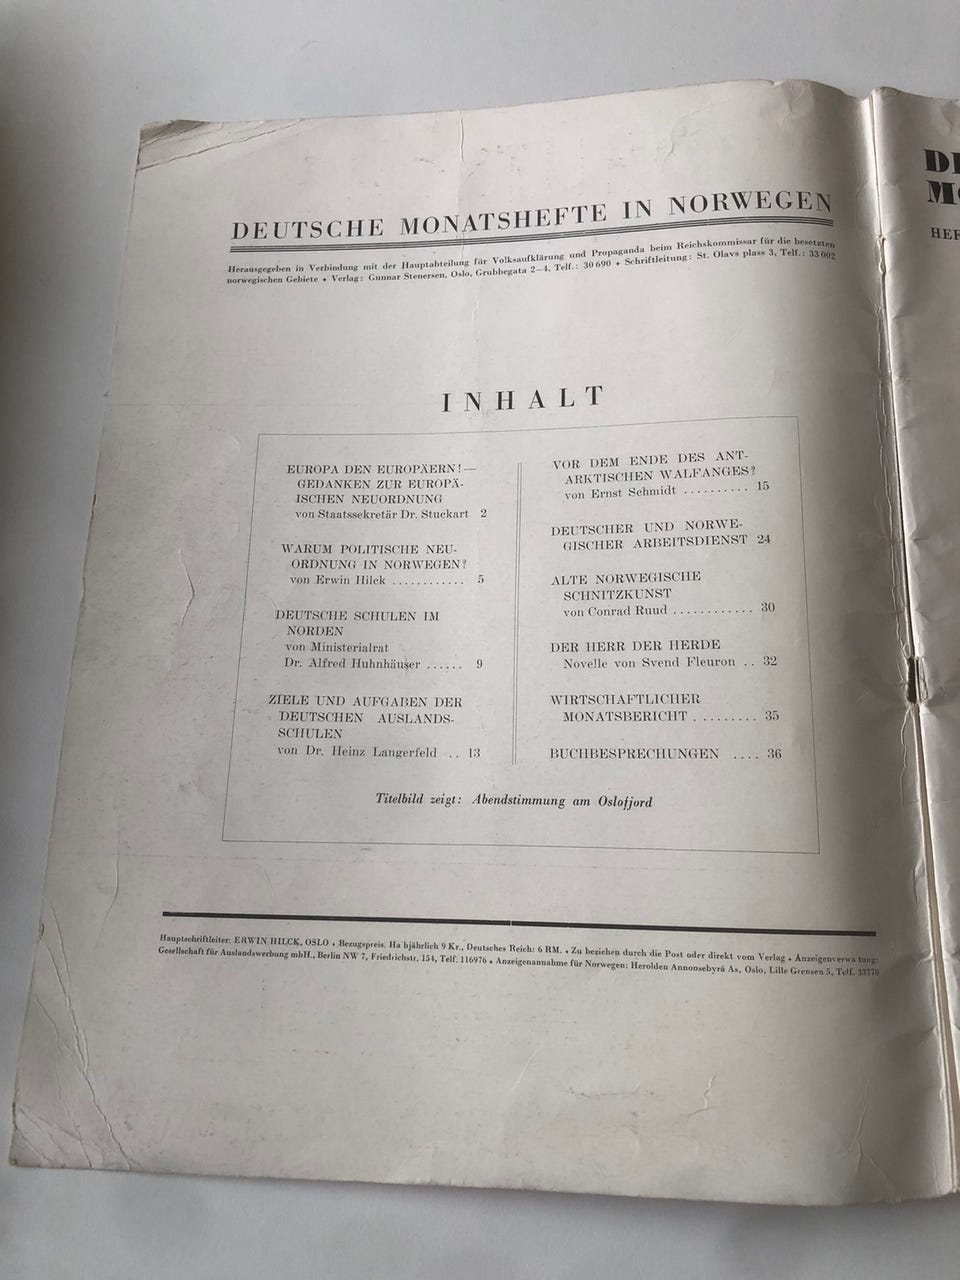 DEUTSCHE MONATSHEFTE IN NORWEGEN
Herausgegeben in Verbindung mit der Hauptabteilung für Volksaufklärung und Propaganda beim Reichskommissar für die besetzten
norwegischen Gebiete • Verlag: Gunnar Stenersen, Oslo, Grubbegata 2–4, Telf.: 30 690 • Schriftleitung: St. Olavs plass 3, Telf.: 33 002
INHALT
EUROPA DEN EUROPÄERN! —
GEDANKEN ZUR EUROPÄ-
ISCHEN NEUORDNUNG
von Staatssekretär Dr. Stuckart 2
WARUM POLITISCHE NEU-
ORDNUNG IN NORWEGEN?
von Erwin Hilck ............ 5
DEUTSCHE SCHULEN IM
NORDEN
von Ministerialrat
Dr. Alfred Huhnhäuser ...... 9
ZIELE UND AUFGABEN DER
DEUTSCHEN AUSLANDS-
SCHULEN
von Dr. Heinz Langerfeld .. 13
VOR DEM ENDE DES ANT-
ARKTISCHEN WALFANGES?
von Ernst Schmidt .......... 15
DEUTSCHER UND NORWE-
GISCHER ARBEITSDIENST 24
ALTE NORWEGISCHE
SCHNITZKUNST
von Conrad Ruud ............ 30
DER HERR DER HERDE
Novelle von Svend Fleuron .. 32
WIRTSCHAFTLICHER
MONATSBERICHT ......... 35
BUCHBESPRECHUNGEN .... 36
Titelbild zeigt: Abendstimmung am Oslofjord
Hauptschriftleiter: ERWIN HILCK, OSLO • Bezugspreis. Ha bjährlich 9 Kr., Deutsches Reich: 6 RM. • Zu beziehen durch die Post oder direkt vom Verlag • Anzeigenverwa tung:
Gesellschaft für Auslandswerbung mbH., Berlin NW 7, Friedrichstr. 154, Telf. 116976 • Anzeigenannahme für Norwegen: Herolden Annonsebyrå As, Oslo, Lille Grensen 5, Telf. 33770